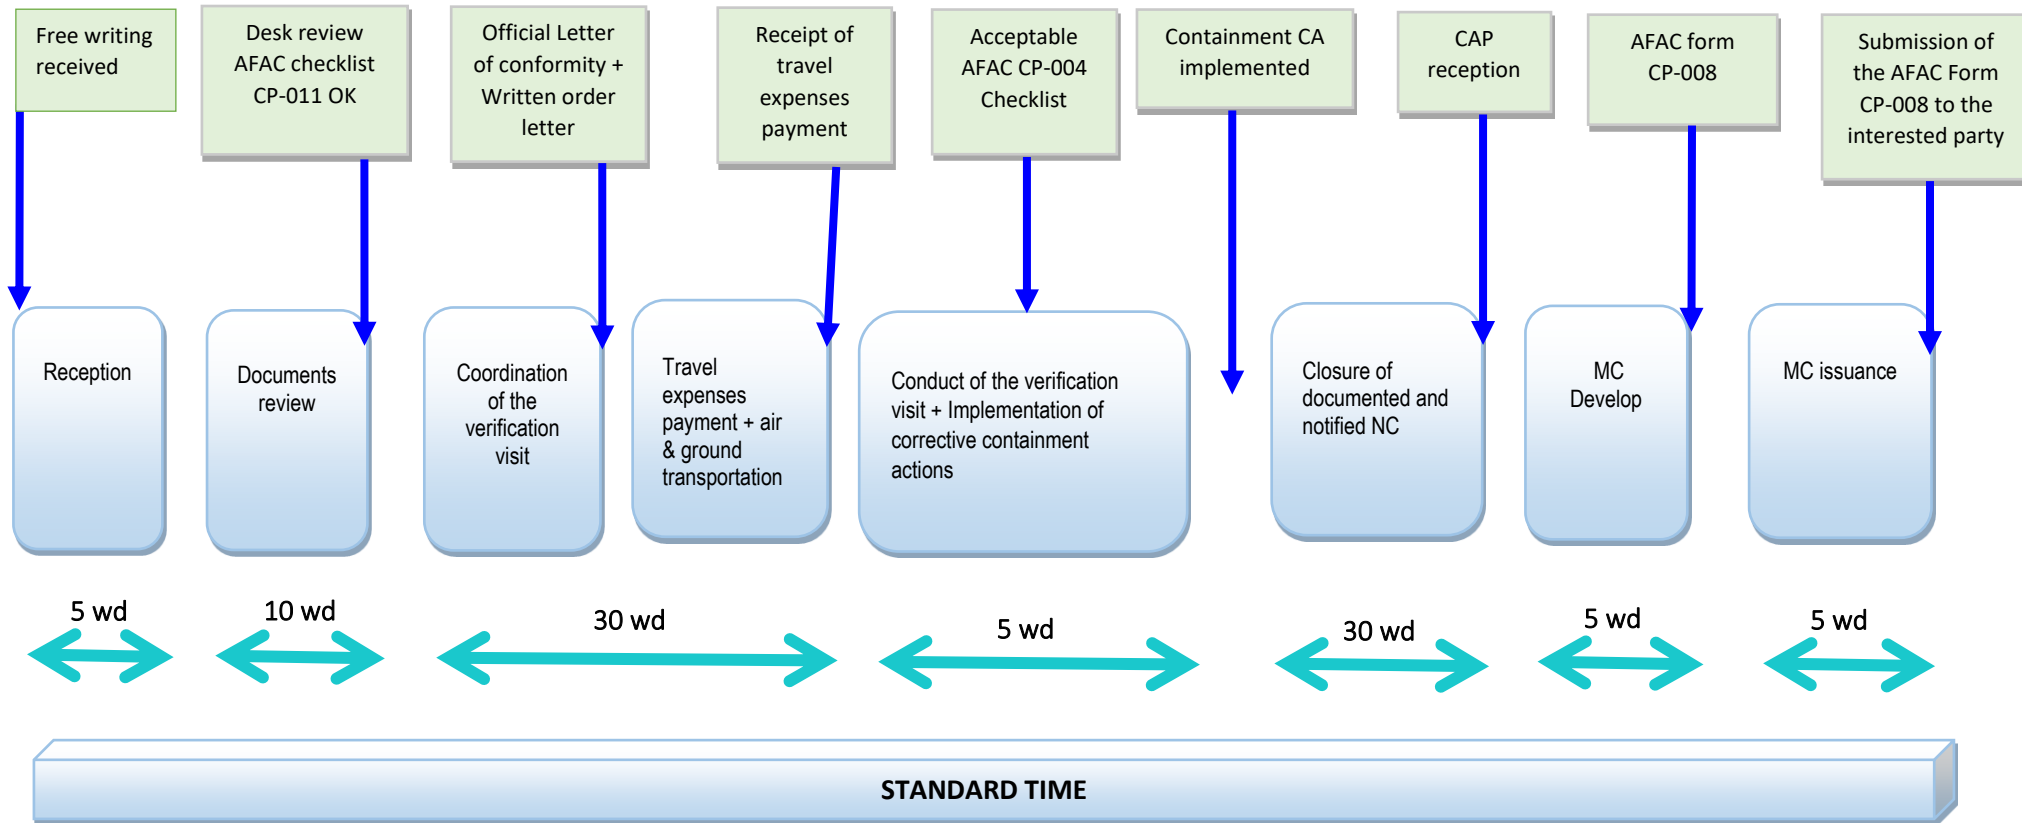 Free writing
received
Desk review
AFAC checklist
CP-011 OK
Official Letter
of conformity +
Written order
letter
Receipt of
travel
expenses
payment
Acceptable
AFAC CP-004
Checklist
Containment CA
implemented
CAP
reception
AFAC form
CP-008
Submission of
the AFAC Form
CP-008 to the
interested party
Reception
Documents
review
Coordination
of the
verification
visit
Travel
expenses
payment + air
& ground
transportation
Conduct of the verification
visit + Implementation of
corrective containment
actions
Closure of
documented and
notified NC
MC
Develop
MC issuance
5 wd
10 wd
30 wd
5 wd
30 wd
5 wd
5 wd
STANDARD TIME